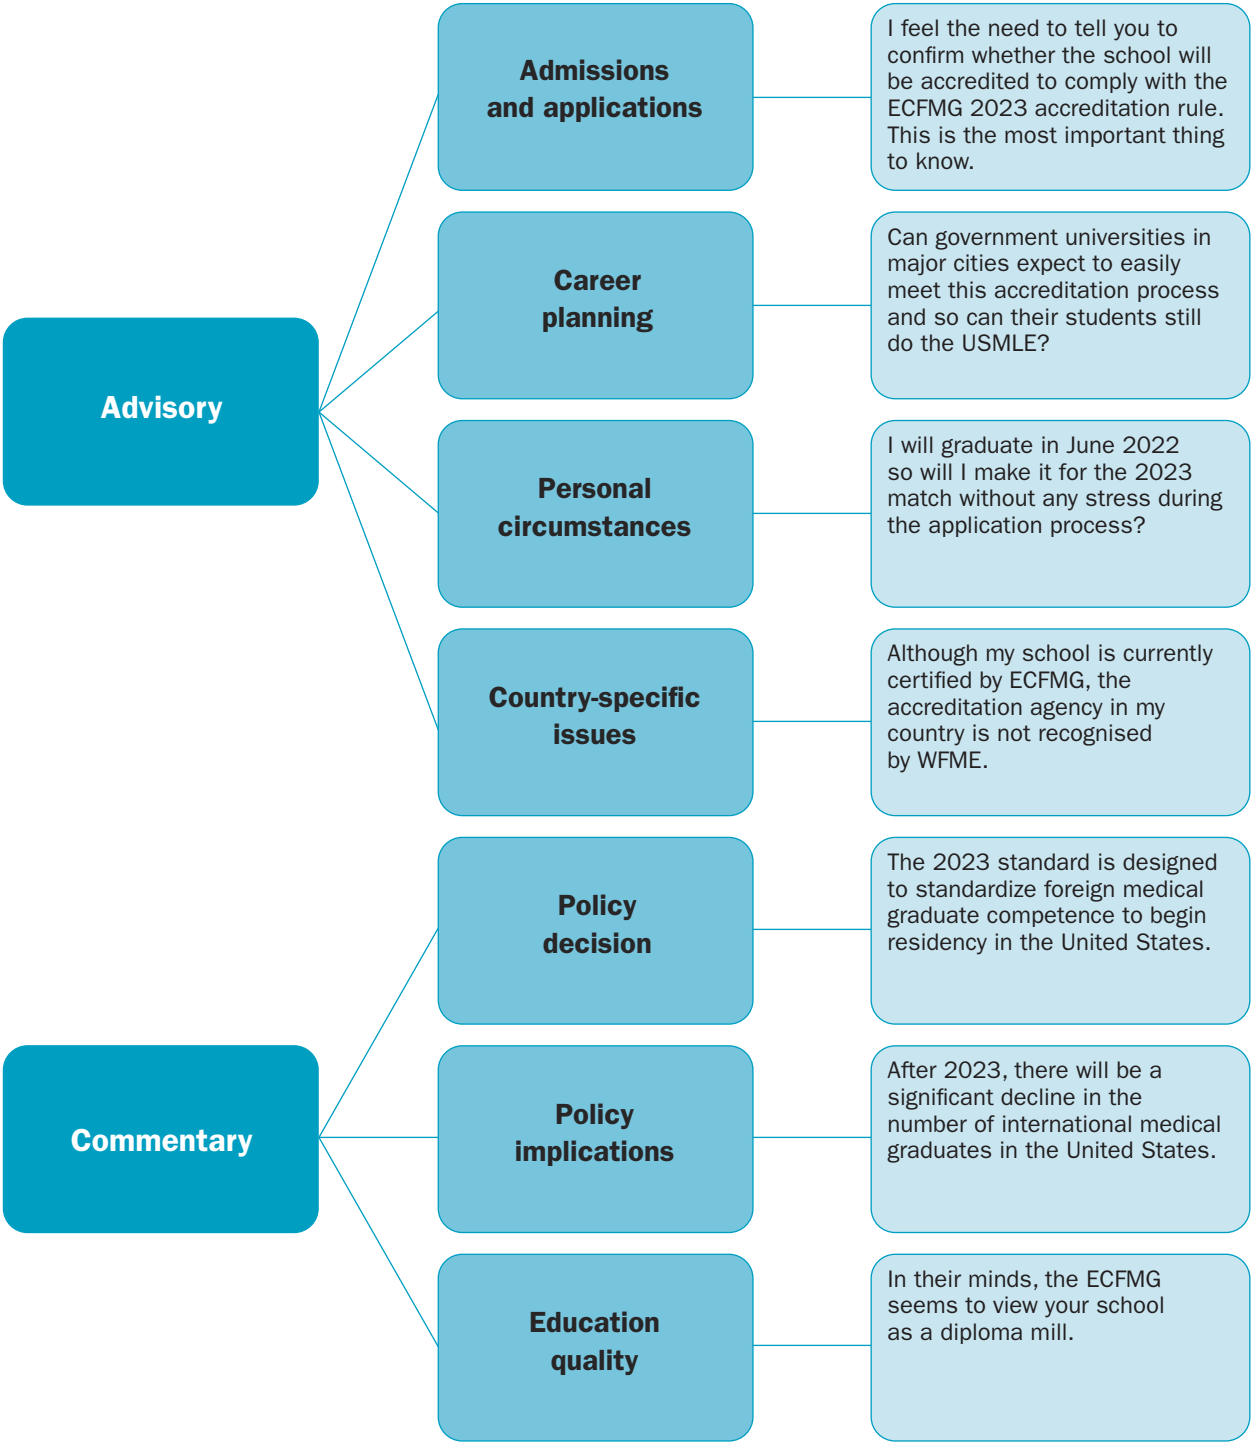 Advisory
Admissions
and applications
I feel the need to tell you to
confirm whether the school will
be accredited to comply with the
ECFMG 2023 accreditation rule.
This is the most important thing
to know.
Career
planning
Can government universities in
major cities expect to easily
meet this accreditation process
and so can their students still
do the USMLE?
Personal
circumstances
I will graduate in June 2022
so will I make it for the 2023
match without any stress during
the application process?
Country-specific
issues
Although my school is currently
certified by ECFMG, the
accreditation agency in my
country is not recognised
by WFME.
Commentary
Policy
decision
The 2023 standard is designed
to standardize foreign medical
graduate competence to begin
residency in the United States.
Policy
implications
After 2023, there will be a
significant decline in the
number of international medical
graduates in the United States.
Education
quality
In their minds, the ECFMG
seems to view your school
as a diploma mill.